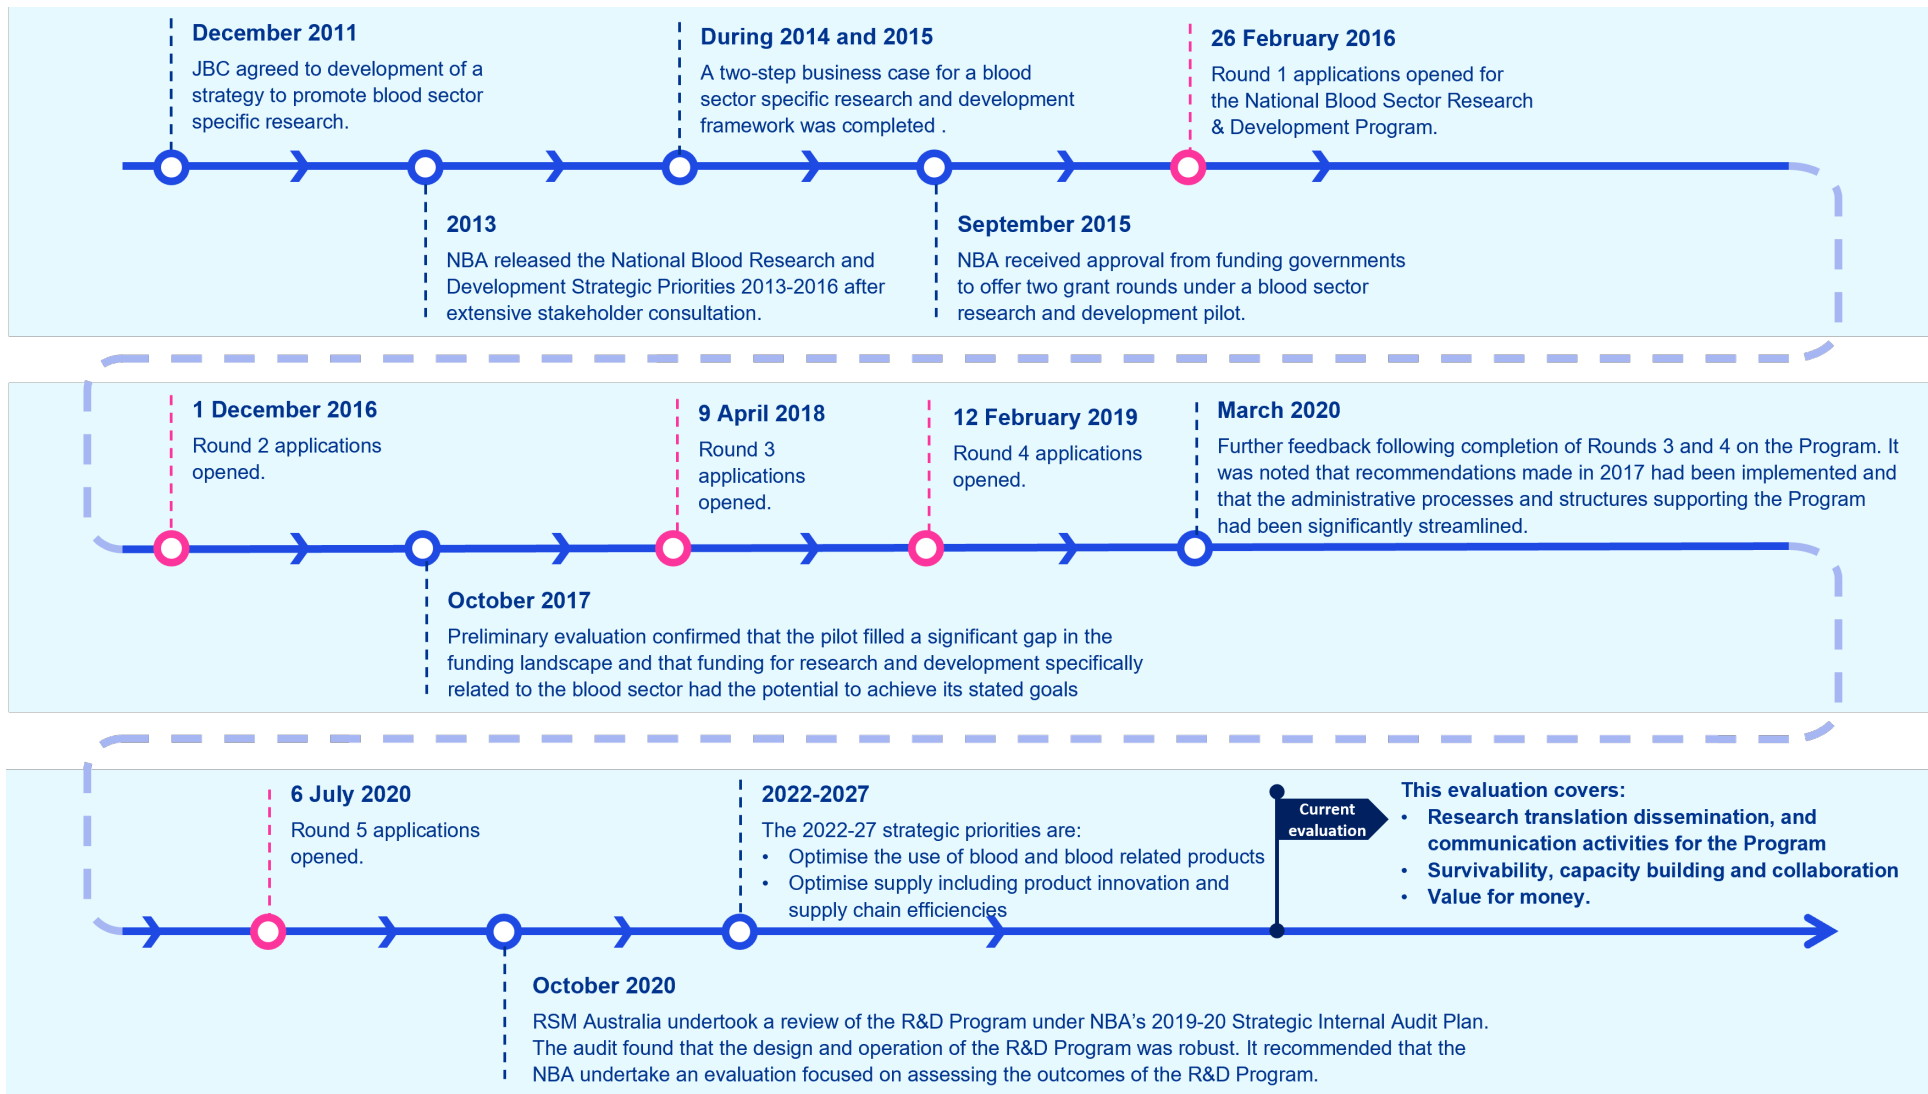 December 2011
JBC agreed to development of a
strategy to promote blood sector
specific research.
During 2014 and 2015
A two-step business case for a blood
sector specific research and development
framework was completed .
26 February 2016
Round 1 applications opened for
the National Blood Sector Research
& Development Program.
2013
NBA released the National Blood Research and
Development Strategic Priorities 2013-2016 after
extensive stakeholder consultation.
September 2015
NBA received approval from funding governments
to offer two grant rounds under a blood sector
research and development pilot.
1 December 2016
Round 2 applications
opened.
9 April 2018
Round 3
applications
opened.
12 February 2019
Round 4 applications
opened.
March 2020
Further feedback following completion of Rounds 3 and 4 on the Program. It
was noted that recommendations made in 2017 had been implemented and
that the administrative processes and structures supporting the Program
had been significantly streamlined.
October 2017
Preliminary evaluation confirmed that the pilot filled a significant gap in the
funding landscape and that funding for research and development specifically
related to the blood sector had the potential to achieve its stated goals
6 July 2020
Round 5 applications
opened.
2022-2027
The 2022-27 strategic priorities are:
• Optimise the use of blood and blood related products
• Optimise supply including product innovation and
supply chain efficiencies
Current
evaluation
This evaluation covers:
• Research translation dissemination, and
communication activities for the Program
• Survivability, capacity building and collaboration
• Value for money.
October 2020
RSM Australia undertook a review of the R&D Program under NBA’s 2019-20 Strategic Internal Audit Plan.
The audit found that the design and operation of the R&D Program was robust. It recommended that the
NBA undertake an evaluation focused on assessing the outcomes of the R&D Program.